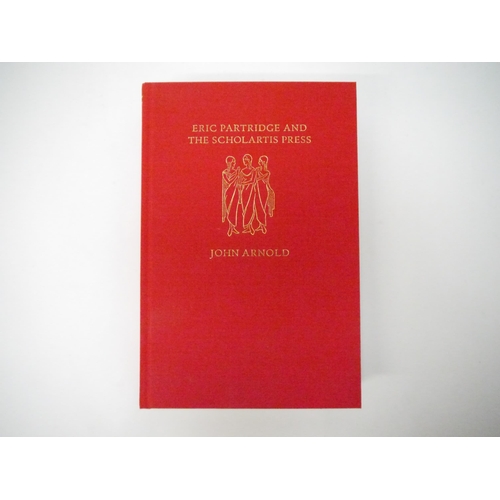 ERIC PARTRIDGE AND
THE SCHOLARTIS PRESS
JOHN ARNOLD